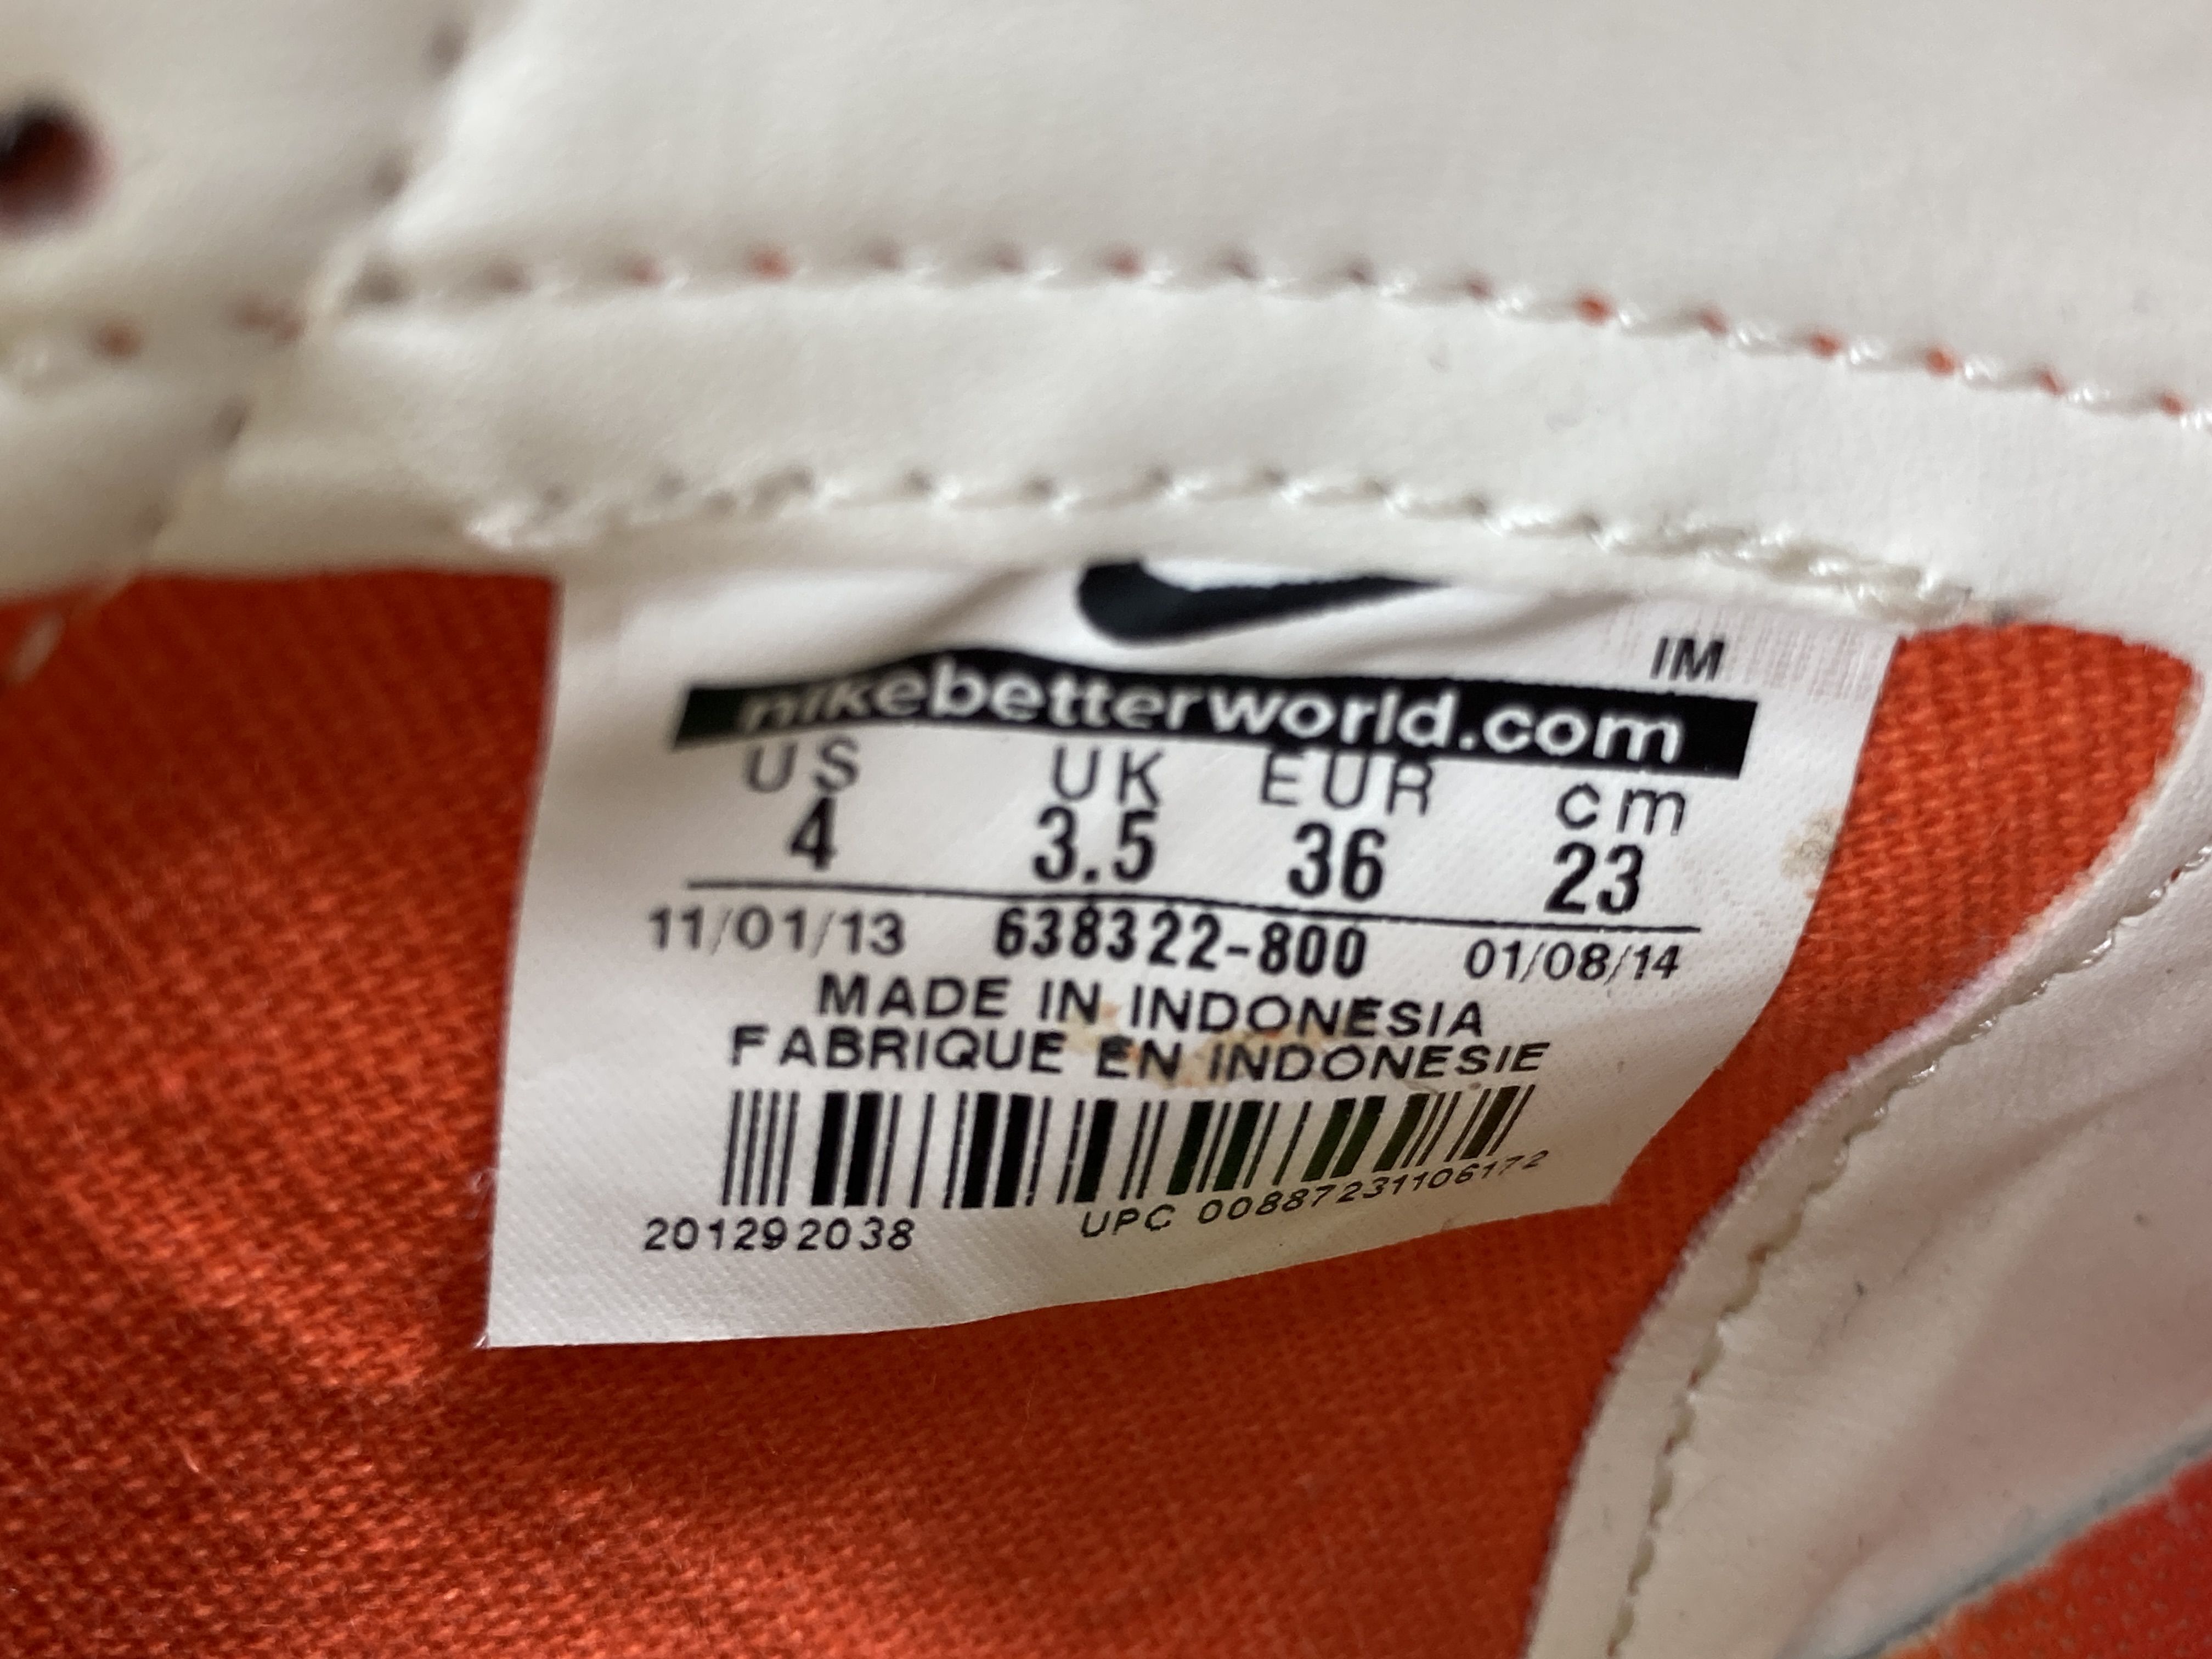 IM
nikebetterworld.com
US UK EUR cm
4 3.5 36 23
11/01/13 638322-800 01/08/14
MADE IN INDONESIA
FABRIQUE EN INDONESIE
201292038 UPC 00887231106172